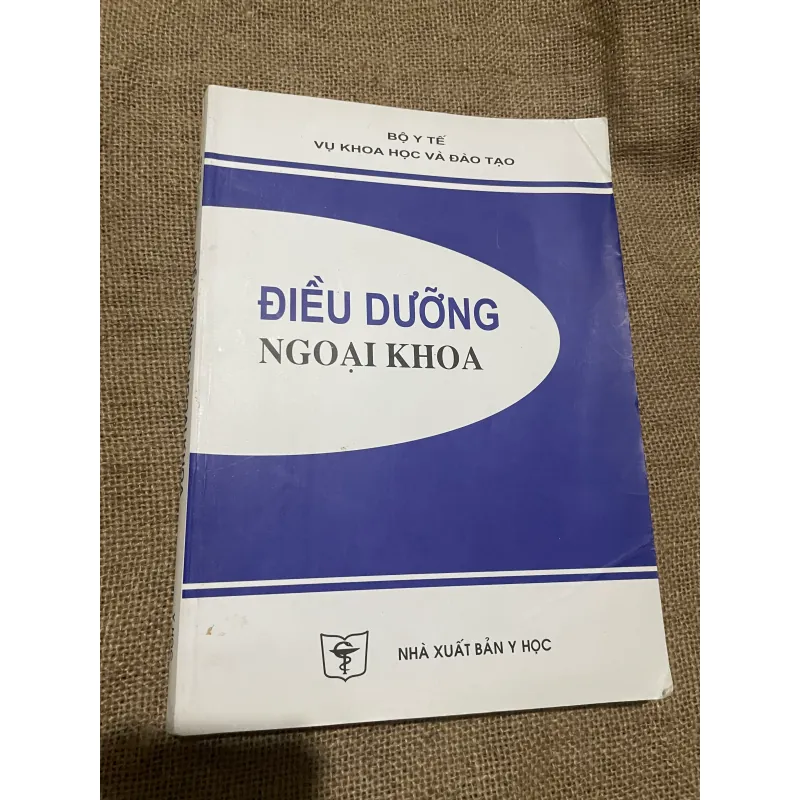 BỘ Y TẾ
VỤ KHOA HỌC VÀ ĐÀO TẠO
ĐIỀU DƯỠNG
NGOẠI KHOA
NHÀ XUẤT BẢN Y HỌC